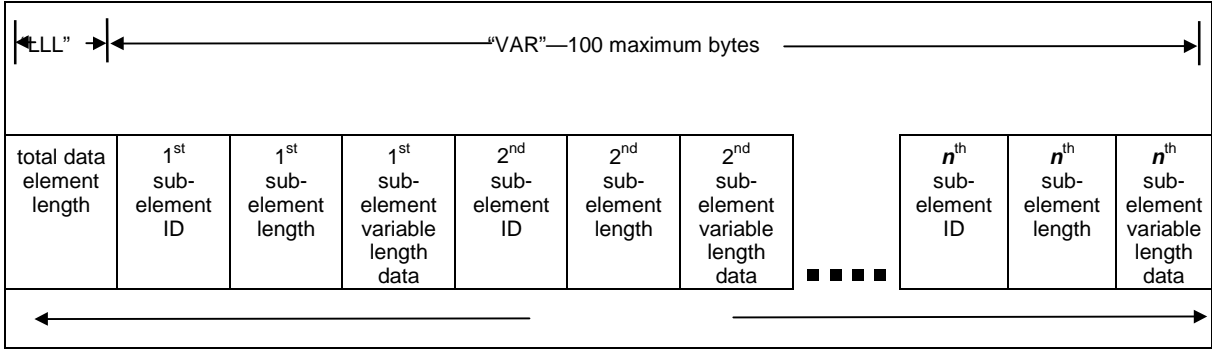 “LLL” “VAR”—100 maximum bytes
total data element length
1st sub-element ID
1st sub-element length
1st sub-element variable length data
2nd sub-element ID
2nd sub-element length
2nd sub-element variable length data
nth sub-element ID
nth sub-element length
nth sub-element variable length data